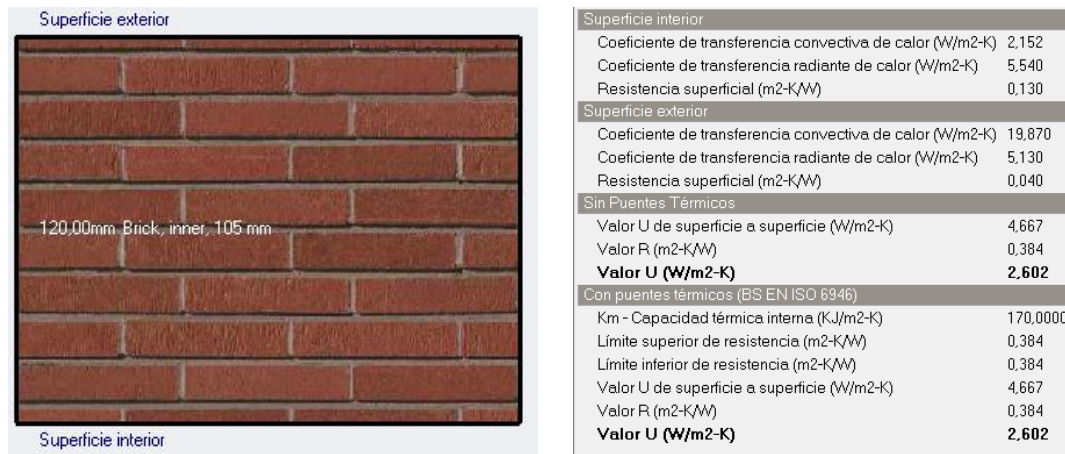 Superficie exterior
120,00mm Brick, inner, 105 mm
Superficie interior
Superficie interior
Coeficiente de transferencia convectiva de calor (W/m2-K) 2,152
Coeficiente de transferencia radiante de calor (W/m2-K) 5,540
Resistencia superficial (m2-K/W) 0,130
Superficie exterior
Coeficiente de transferencia convectiva de calor (W/m2-K) 19,870
Coeficiente de transferencia radiante de calor (W/m2-K) 5,130
Resistencia superficial (m2-K/W) 0,040
Sin Puentes Térmicos
Valor U de superficie a superficie (W/m2-K) 4,667
Valor R (m2-K/W) 0,384
Valor U (W/m2-K) 2,602
Con puentes térmicos (BS EN ISO 6946)
Km - Capacidad térmica interna (KJ/m2-K) 170,0000
Límite superior de resistencia (m2-K/W) 0,384
Límite inferior de resistencia (m2-K/W) 0,384
Valor U de superficie a superficie (W/m2-K) 4,667
Valor R (m2-K/W) 0,384
Valor U (W/m2-K) 2,602